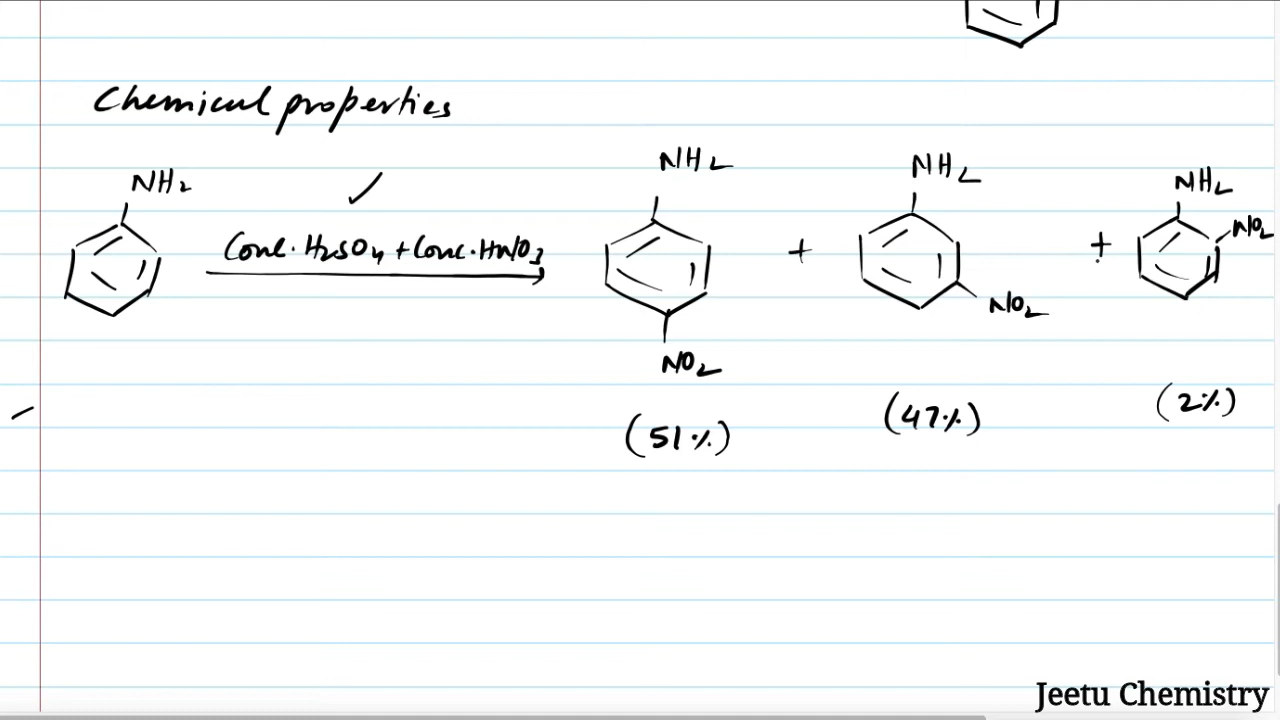 Chemical properties
NH2
Conc. H2SO4 + Conc. HNO3
NH2
NO2
(51%)
+
NH2
NO2
(47%)
+
NH2
NO2
(2%)
Jeetu Chemistry